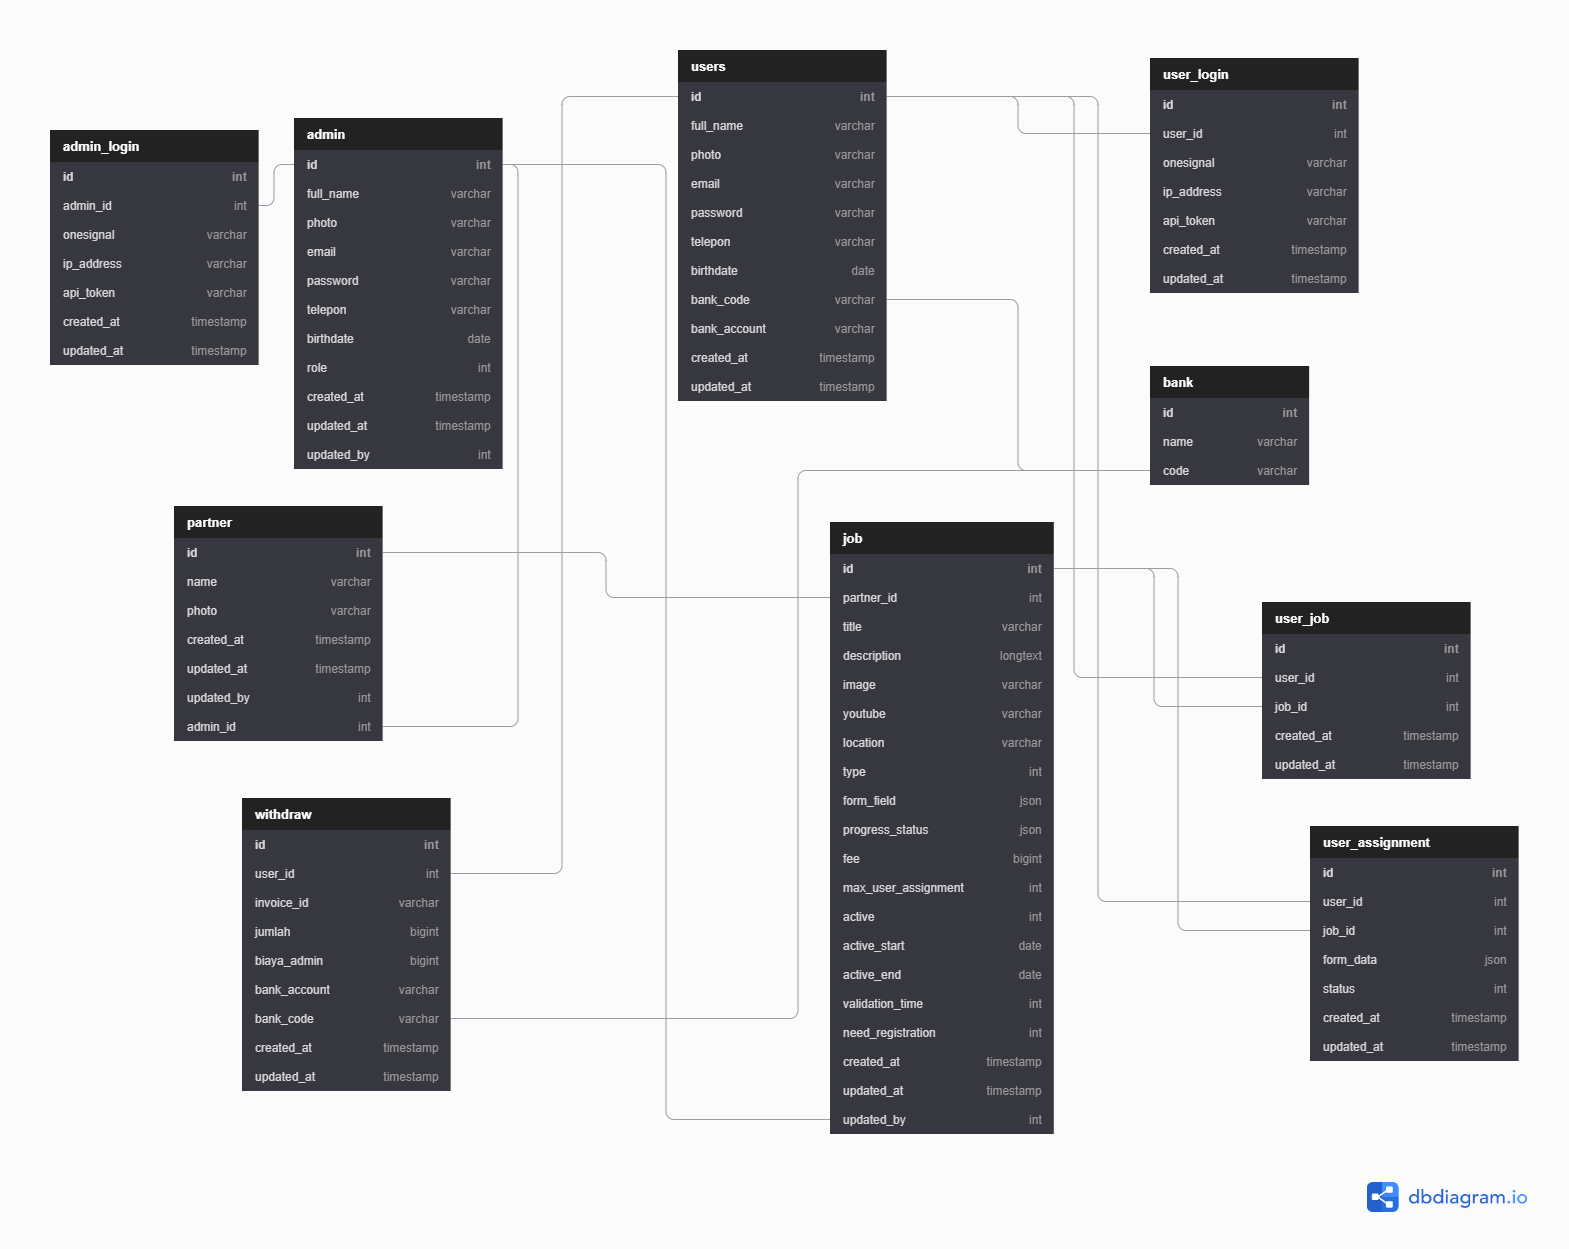 users
id int
full_name varchar
photo varchar
email varchar
password varchar
telepon varchar
birthdate date
bank_code varchar
bank_account varchar
created_at timestamp
updated_at timestamp
user_login
id int
user_id int
onesignal varchar
ip_address varchar
api_token varchar
created_at timestamp
updated_at timestamp
admin_login
id int
admin_id int
onesignal varchar
ip_address varchar
api_token varchar
created_at timestamp
updated_at timestamp
admin
id int
full_name varchar
photo varchar
email varchar
password varchar
telepon varchar
birthdate date
role int
created_at timestamp
updated_at timestamp
updated_by int
bank
id int
name varchar
code varchar
partner
id int
name varchar
photo varchar
created_at timestamp
updated_at timestamp
updated_by int
admin_id int
job
id int
partner_id int
title varchar
description longtext
image varchar
youtube varchar
location varchar
type int
form_field json
progress_status json
fee bigint
max_user_assignment int
active int
active_start date
active_end date
validation_time int
need_registration int
created_at timestamp
updated_at timestamp
updated_by int
user_job
id int
user_id int
job_id int
created_at timestamp
updated_at timestamp
withdraw
id int
user_id int
invoice_id varchar
jumlah bigint
biaya_admin bigint
bank_account varchar
bank_code varchar
created_at timestamp
updated_at timestamp
user_assignment
id int
user_id int
job_id int
form_data json
status int
created_at timestamp
updated_at timestamp
dbdiagram.io